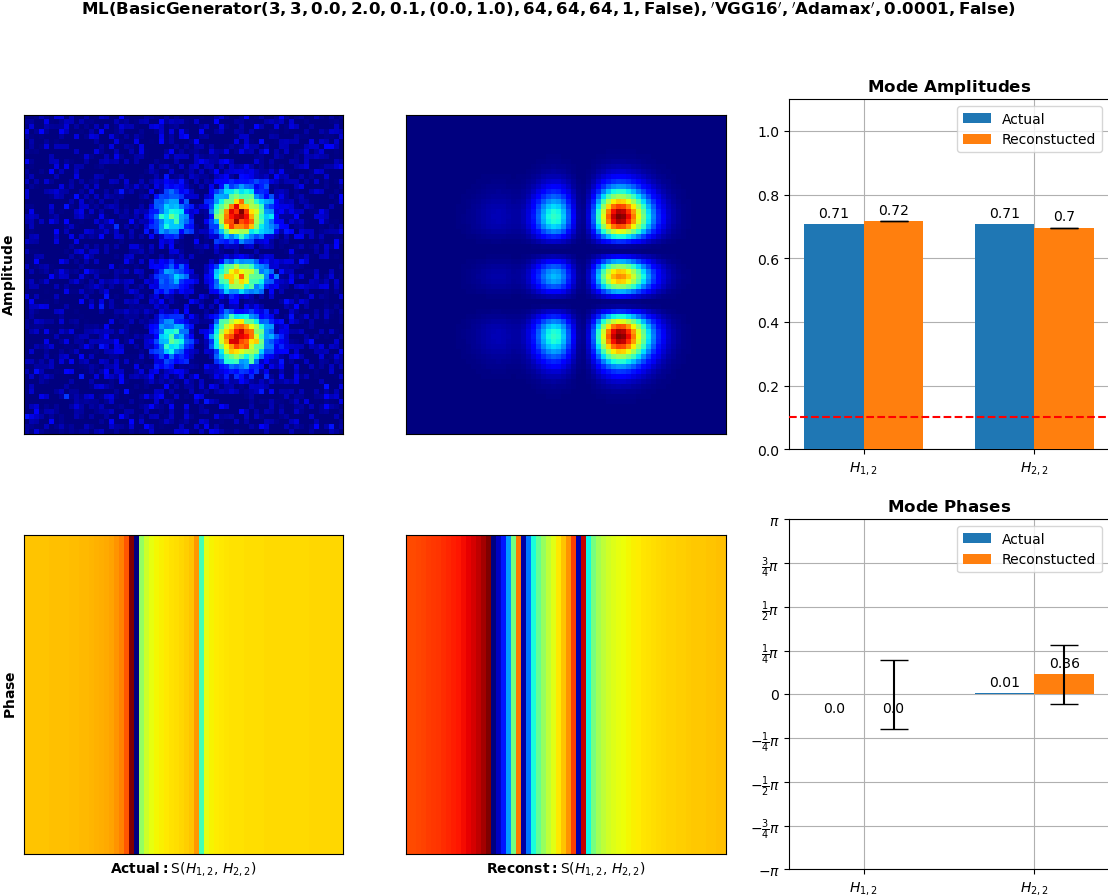 ML(BasicGenerator(3, 3, 0.0, 2.0, 0.1, (0.0, 1.0), 64, 64, 64, 1, False), 'VGG16', 'Adamax', 0.0001, False)
Amplitude
Mode Amplitudes
Actual
Reconstucted
1.0
0.8
0.6
0.4
0.2
0.0
0.71
0.72
0.71
0.7
H1, 2
H2, 2
Phase
Actual: S(H1, 2, H2, 2)
Reconst: S(H1, 2, H2, 2)
Mode Phases
Actual
Reconstucted
π
3/4π
1/2π
1/4π
0
−1/4π
−1/2π
−3/4π
−π
0.0
0.0
0.01
0.36
H1, 2
H2, 2